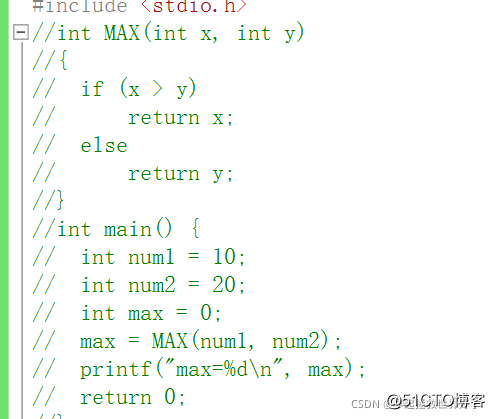 #include <stdio.h>
//int MAX(int x, int y)
//{
//  if (x > y)
//      return x;
//  else
//      return y;
//}
//int main() {
//  int num1 = 10;
//  int num2 = 20;
//  int max = 0;
//  max = MAX(num1, num2);
//  printf("max=%d\n", max);
//  return 0;
//}
CSDN
@51CTO博客